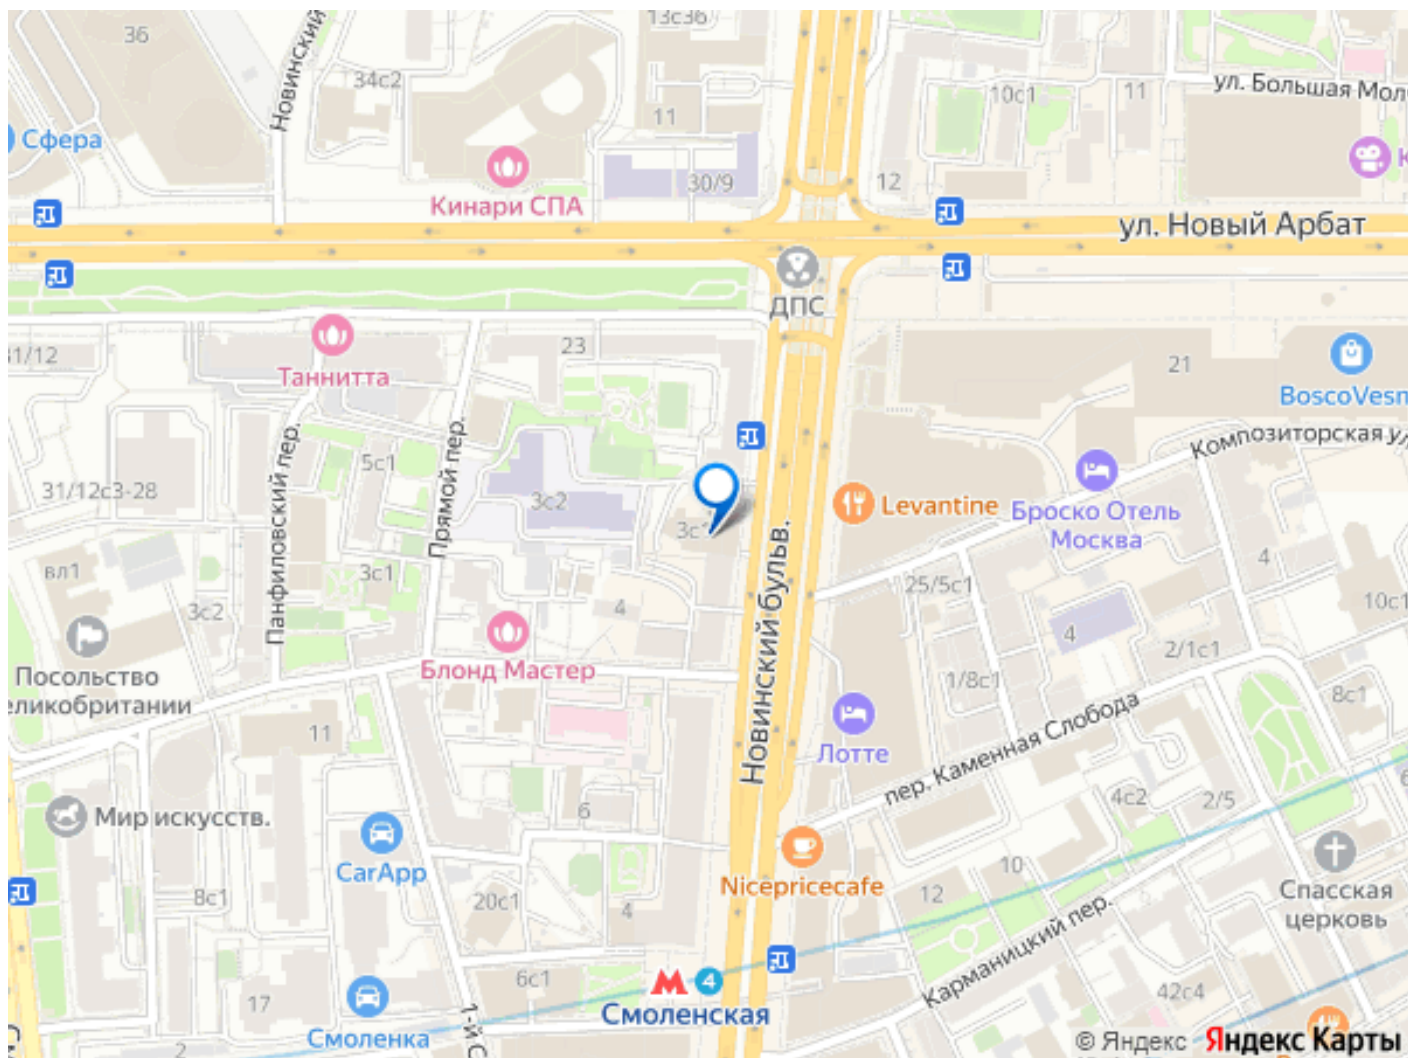 13с36
36
Новинский
34с2
10с1
11
ул. Большая Мол
11
Сфера
30/9
12
Кинари СПА
ул. Новый Арбат
ДПС
31/12
23
21
Таннитта
BoscoVesn
Композиторская ул
Прямой пер.
Панфиловский пер.
5с1
31/12с3-28
3с2
3с1
Levantine
Броско Отель
Москва
4
вл1
3с1
25/5с1
10с1
3с2
4
4
2/1с1
Новинский бульв.
Посольство
еликобритании
Блонд Мастер
1/8с1
8с1
11
Лотте
пер. Каменная Слобода
4с2
2/5
6
Мир искусств.
CarApp
Nicepricecafe
10
12
Спасская
церковь
8с1
20с1
4
Карманицкий пер.
6с1
4
17
42с4
Смоленская
Смоленка
1-й С
2
© Яндекс Яндекс Карты